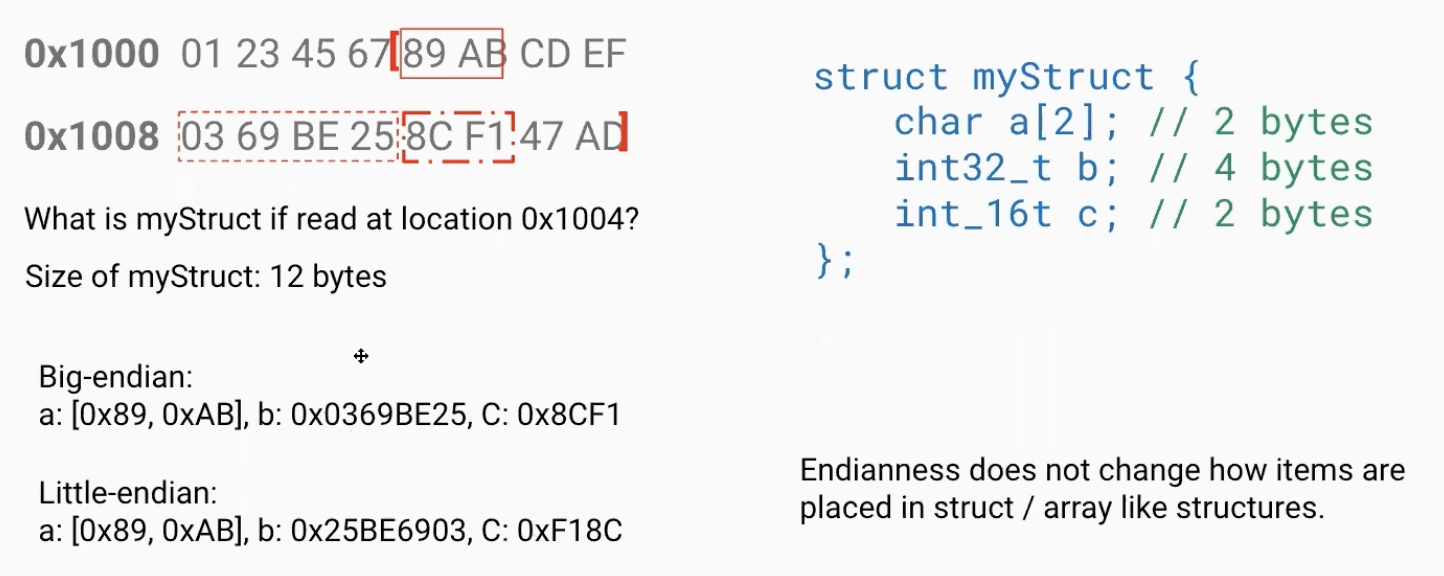 0x1000 01 23 45 67 89 AB CD EF
0x1008 03 69 BE 25 8C F1 47 AD
What is myStruct if read at location 0x1004?
Size of myStruct: 12 bytes
Big-endian:
a: [0x89, 0xAB], b: 0x0369BE25, C: 0x8CF1
Little-endian:
a: [0x89, 0xAB], b: 0x25BE6903, C: 0xF18C
struct myStruct {
char a[2]; // 2 bytes
int32_t b; // 4 bytes
int_16t c; // 2 bytes
};
Endianness does not change how items are
placed in struct / array like structures.